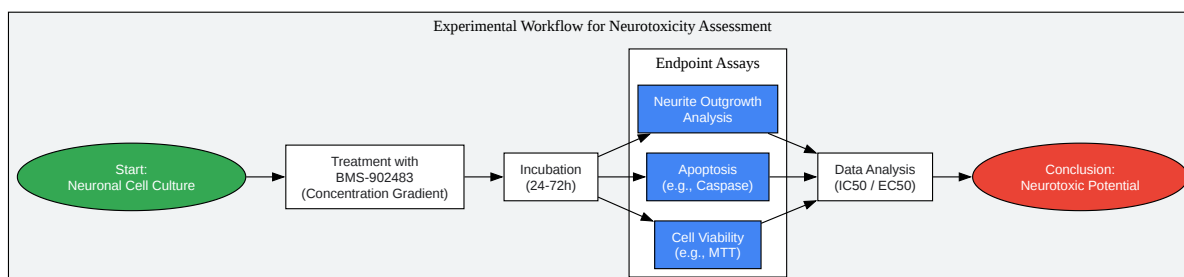 Experimental Workflow for Neurotoxicity Assessment
Endpoint Assays
Start:
Neuronal Cell Culture
Treatment with
BMS-902483
(Concentration Gradient)
Incubation
(24-72h)
Neurite Outgrowth
Analysis
Apoptosis
(e.g., Caspase)
Cell Viability
(e.g., MTT)
Data Analysis
(IC50 / EC50)
Conclusion:
Neurotoxic Potential